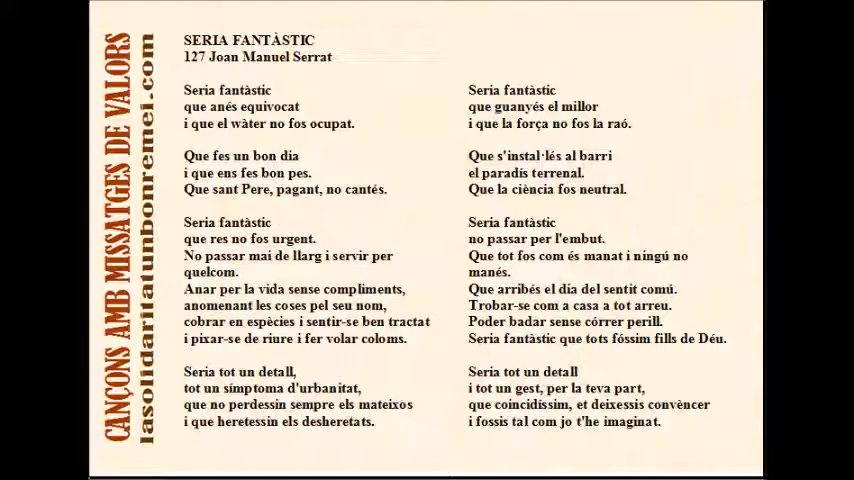 CANÇONS AMB MISSATGES DE VALORS
lasolidaritatunbonremei.com
SERIA FANTÀSTIC
127 Joan Manuel Serrat
Seria fantàstic
que anés equivocat
i que el wàter no fos ocupat.
Que fes un bon dia
i que ens fes bon pes.
Que sant Pere, pagant, no cantés.
Seria fantàstic
que res no fos urgent.
No passar mai de llarg i servir per
quelcom.
Anar per la vida sense compliments,
anomenant les coses pel seu nom,
cobrar en espècies i sentir-se ben tractat
i pixar-se de riure i fer volar coloms.
Seria tot un detall,
tot un símptoma d'urbanitat,
que no perdessin sempre els mateixos
i que heretessin els desheretats.
Seria fantàstic
que guanyés el millor
i que la força no fos la raó.
Que s'instal·lés al barri
el paradís terrenal.
Que la ciència fos neutral.
Seria fantàstic
no passar per l'embut.
Que tot fos com és manat i ningú no
manés.
Que arribés el dia del sentit comú.
Trobar-se com a casa a tot arreu.
Poder badar sense córrer perill.
Seria fantàstic que tots fóssim fills de Déu.
Seria tot un detall
i tot un gest, per la teva part,
que coincidíssim, et deixessis convèncer
i fossis tal com jo t'he imaginat.